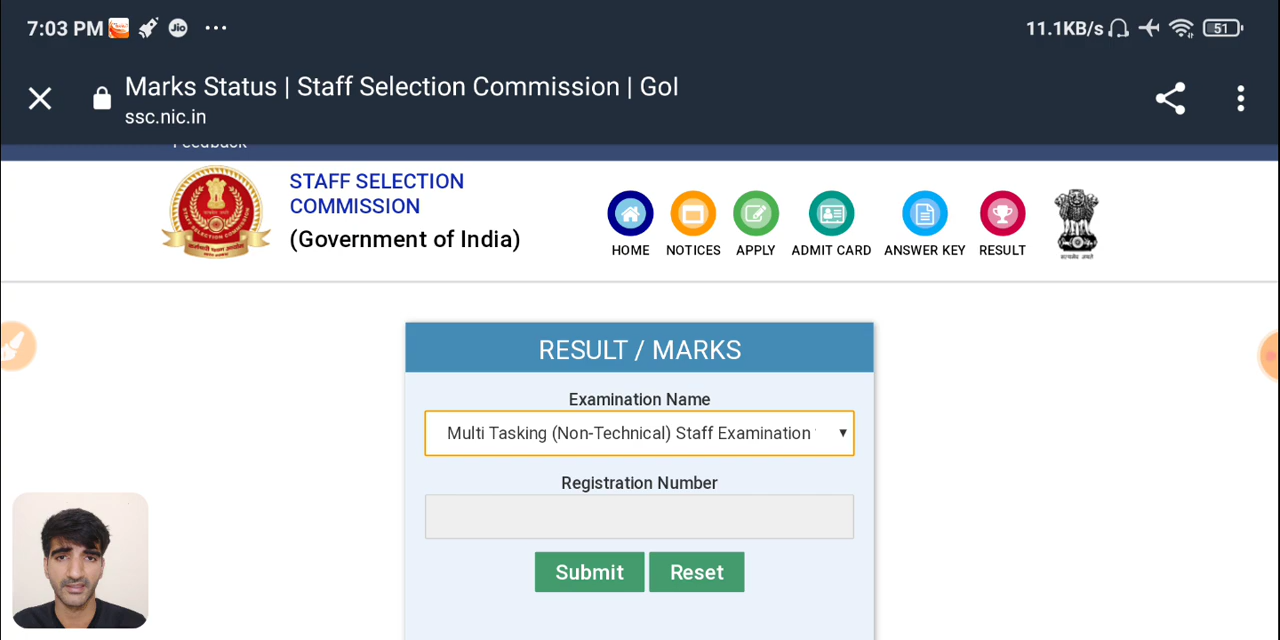 7:03 PM Jio ...
11.1KB/s 51
Marks Status | Staff Selection Commission | GoI
ssc.nic.in
Feedback
STAFF SELECTION
COMMISSION
(Government of India)
HOME NOTICES APPLY ADMIT CARD ANSWER KEY RESULT
RESULT / MARKS
Examination Name
Multi Tasking (Non-Technical) Staff Examination
Registration Number
Submit Reset